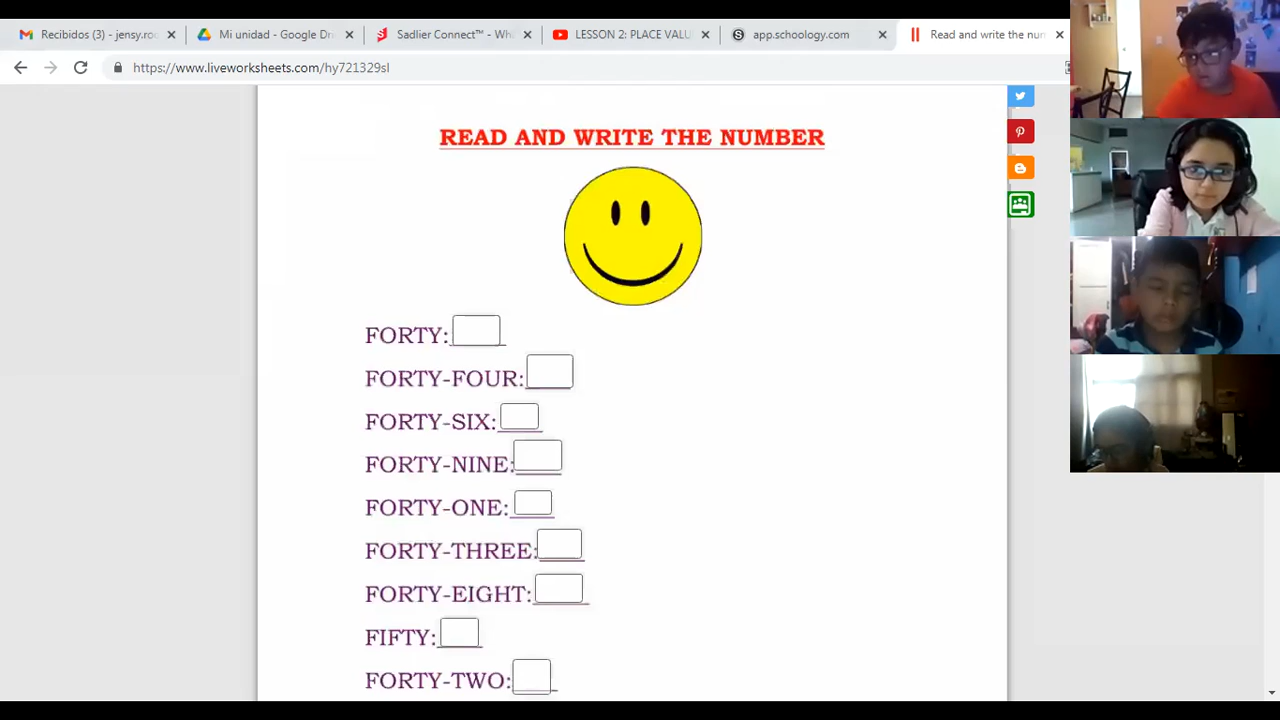 Recibidos (3) - jensy.roc
Mi unidad - Google Dri
Sadlier Connect™ - Wh
LESSON 2: PLACE VALU
app.schoology.com
Read and write the nun
https://www.liveworksheets.com/hy721329sl
READ AND WRITE THE NUMBER
FORTY:
FORTY-FOUR:
FORTY-SIX:
FORTY-NINE:
FORTY-ONE:
FORTY-THREE:
FORTY-EIGHT:
FIFTY:
FORTY-TWO: